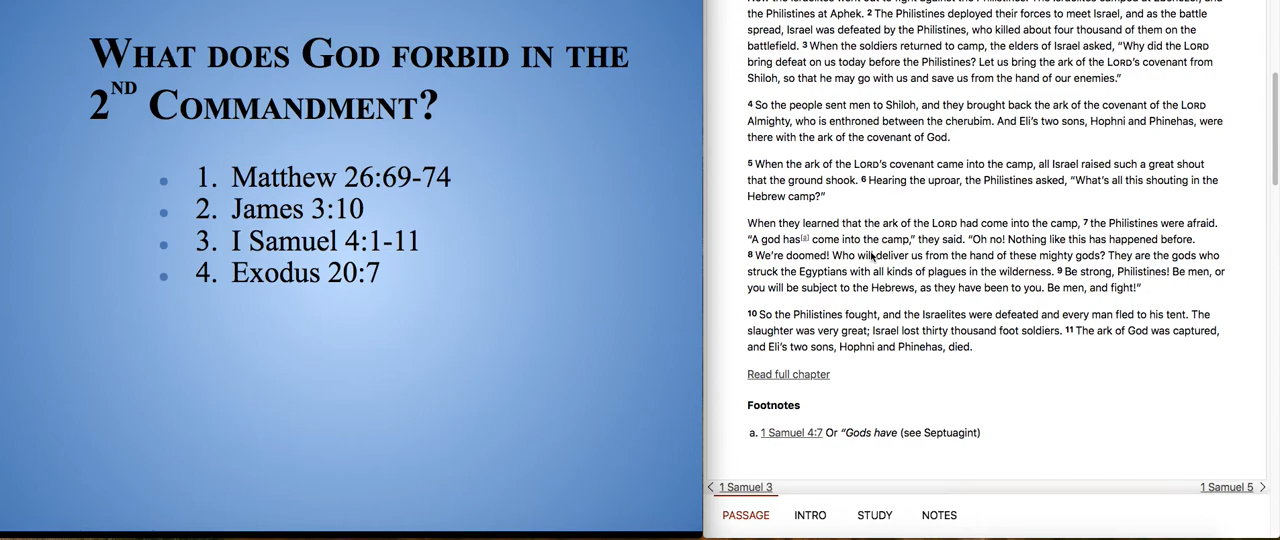 WHAT DOES GOD FORBID IN THE
2ND COMMANDMENT?
1. Matthew 26:69-74
2. James 3:10
3. I Samuel 4:1-11
4. Exodus 20:7
the Philistines at Aphek. 2 The Philistines deployed their forces to meet Israel, and as the battle
spread, Israel was defeated by the Philistines, who killed about four thousand of them on the
battlefield. 3 When the soldiers returned to camp, the elders of Israel asked, “Why did the LORD
bring defeat on us today before the Philistines? Let us bring the ark of the LORD’s covenant from
Shiloh, so that he may go with us and save us from the hand of our enemies.”
4 So the people sent men to Shiloh, and they brought back the ark of the covenant of the LORD
Almighty, who is enthroned between the cherubim. And Eli’s two sons, Hophni and Phinehas, were
there with the ark of the covenant of God.
5 When the ark of the LORD’s covenant came into the camp, all Israel raised such a great shout
that the ground shook. 6 Hearing the uproar, the Philistines asked, “What’s all this shouting in the
Hebrew camp?”
When they learned that the ark of the LORD had come into the camp, 7 the Philistines were afraid.
“A god has[a] come into the camp,” they said. “Oh no! Nothing like this has happened before.
8 We’re doomed! Who will deliver us from the hand of these mighty gods? They are the gods who
struck the Egyptians with all kinds of plagues in the wilderness. 9 Be strong, Philistines! Be men, or
you will be subject to the Hebrews, as they have been to you. Be men, and fight!”
10 So the Philistines fought, and the Israelites were defeated and every man fled to his tent. The
slaughter was very great; Israel lost thirty thousand foot soldiers. 11 The ark of God was captured,
and Eli’s two sons, Hophni and Phinehas, died.
Read full chapter
Footnotes
a. 1 Samuel 4:7 Or “Gods have (see Septuagint)
1 Samuel 3
1 Samuel 5
PASSAGE INTRO STUDY NOTES